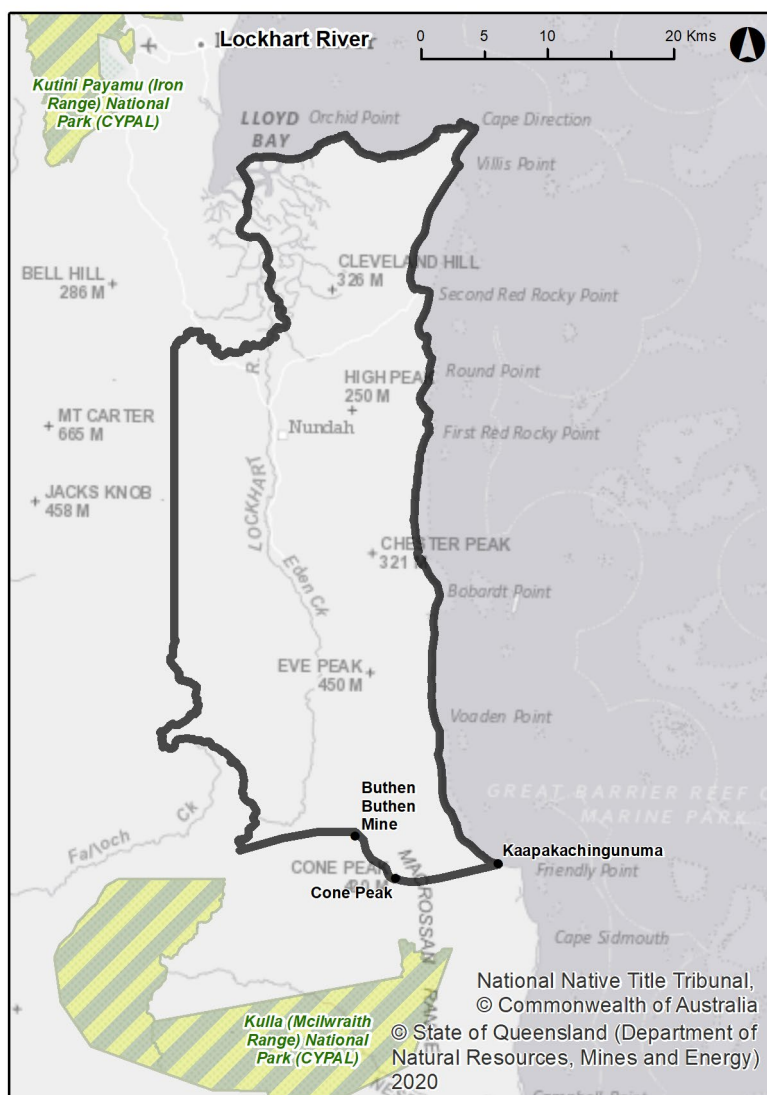 Lockhart River
0 5 10 20 Kms
Kutini Payamu (Iron
Range) National
Park (CYPAL)
LLOYD
BAY
Orchid Point
Cape Direction
Villis Point
BELL HILL
286 M
CLEVELAND HILL
326 M
Second Red Rocky Point
R.
HIGH PEAK
250 M
Round Point
MT CARTER
665 M
Nundah
First Red Rocky Point
JACKS KNOB
458 M
LOCKHART
CHESTER PEAK
321 M
Eden Ck
Bobardt Point
EVE PEAK
450 M
Voaden Point
Buthen
Buthen
Mine
GREAT BARRIER REEF
MARINE PARK
Falloch Ck
Kaapakachingunuma
CONE PEAK
Cone Peak
MACROSSAN RANGE
Friendly Point
Cape Sidmouth
National Native Title Tribunal,
© Commonwealth of Australia
© State of Queensland (Department of
Natural Resources, Mines and Energy)
2020
Kulla (Mcilwraith
Range) National
Park (CYPAL)